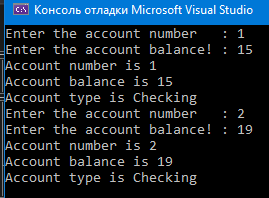 Консоль отладки Microsoft Visual Studio
Enter the account number   : 1
Enter the account balance! : 15
Account number is 1
Account balance is 15
Account type is Checking
Enter the account number   : 2
Enter the account balance! : 19
Account number is 2
Account balance is 19
Account type is Checking